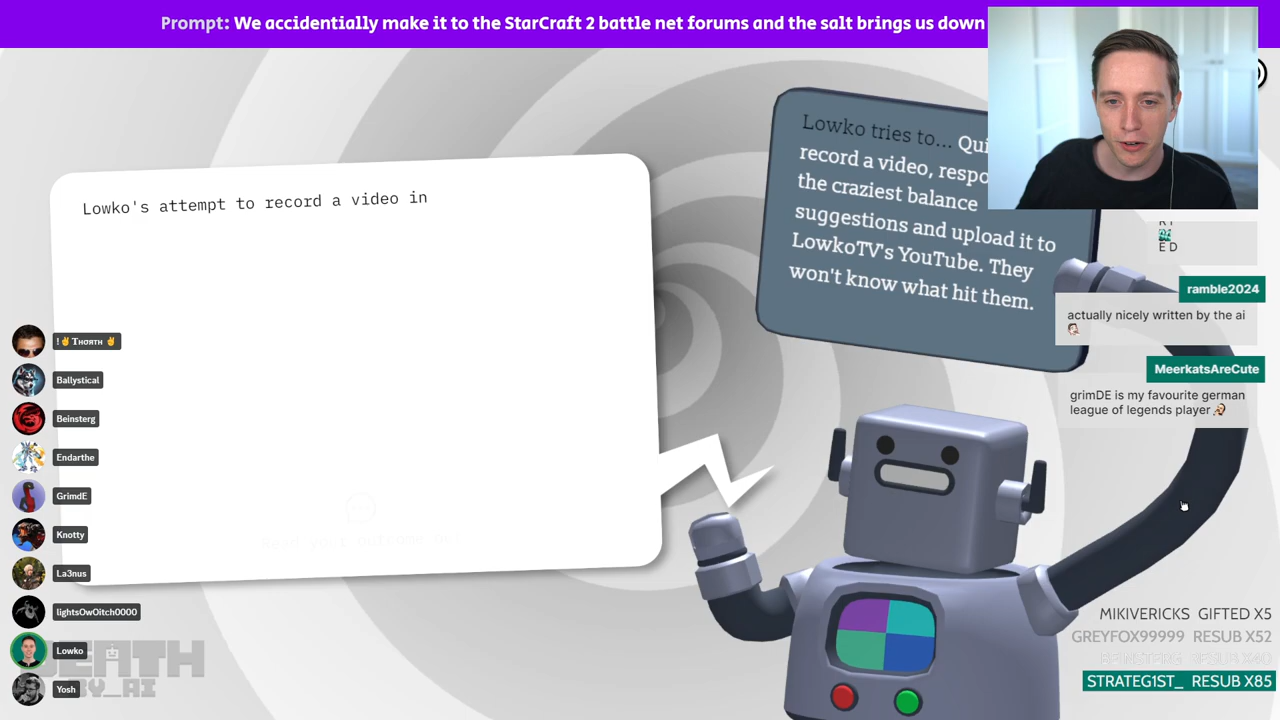 Prompt: We accidentially make it to the StarCraft 2 battle net forums and the salt brings us down
Lowko's attempt to record a video in
Lowko tries to...
record a video,
the craziest balance
suggestions and upload it to
LowkoTV's YouTube. They
won't know what hit them.
E D
ramble2024
actually nicely written by the ai
MeerkatsAreCute
grimDE is my favourite german
league of legends player
!✌Tʜσʀтʜ ✌
Ballystical
Beinsterg
Endarthe
GrimdE
Knotty
La3nus
lightsOwOitch0000
Lowko
Yosh
DEATH
BY_AI
MIKIVERICKS GIFTED X5
GREYFOX99999 RESUB X52
STRATEG1ST_ RESUB X85